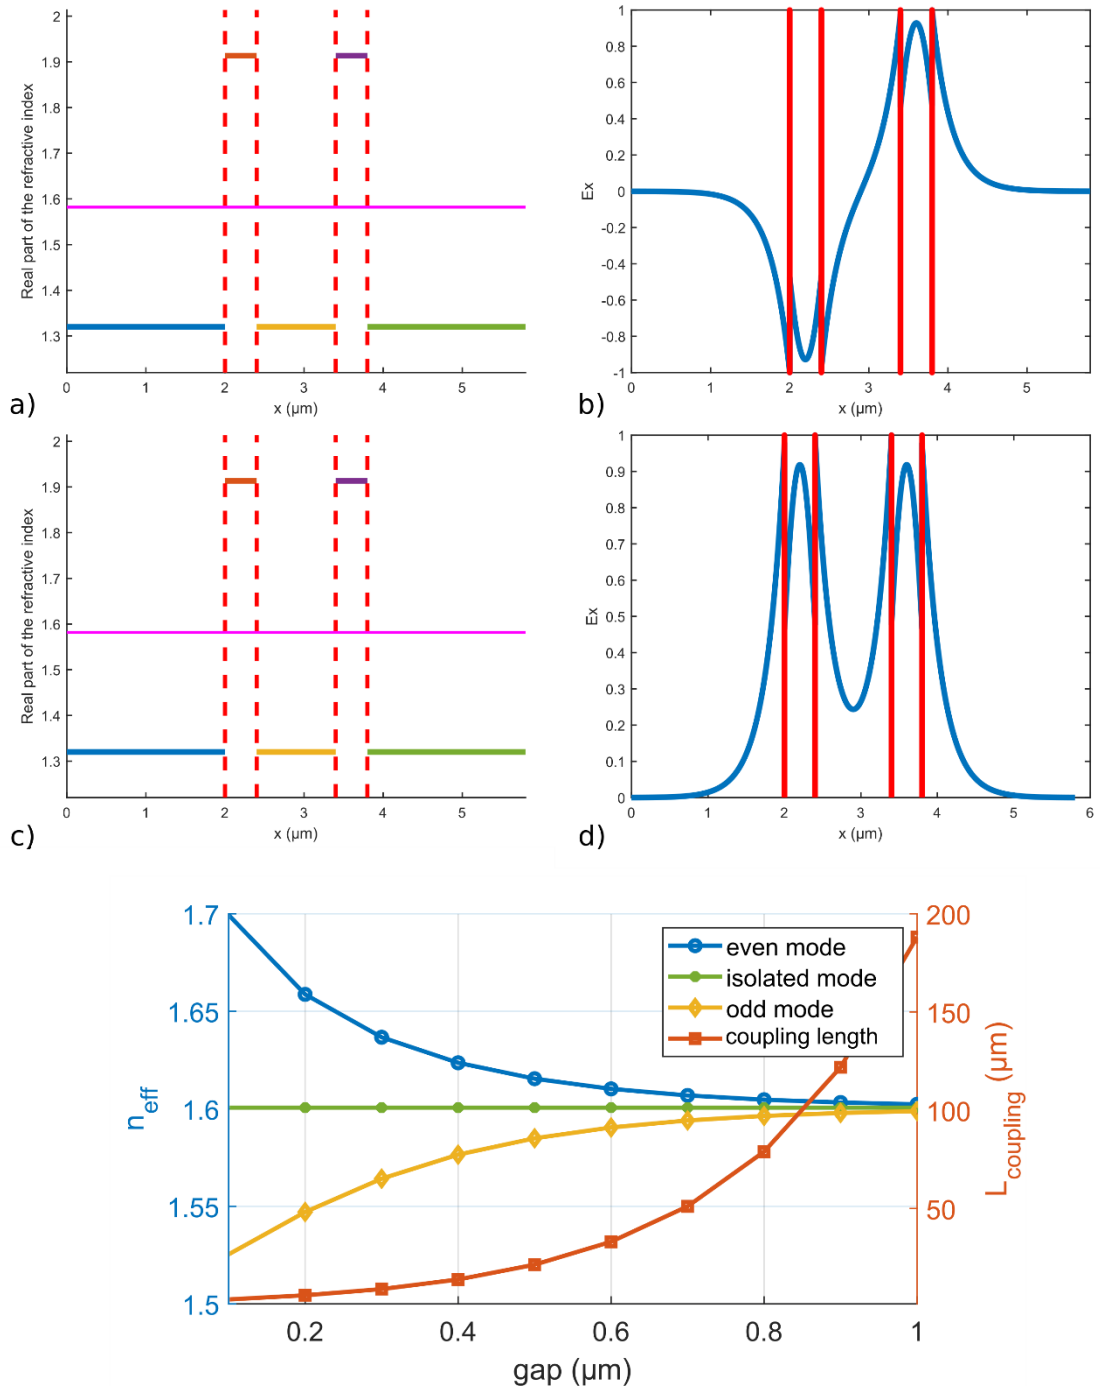 2
1.9
1.8
1.7
1.6
1.5
1.4
1.3
Real part of the refractive index
0 1 2 3 4 5
x (µm)
a)
1
0.8
0.6
0.4
0.2
0
-0.2
-0.4
-0.6
-0.8
-1
Ex
0 1 2 3 4 5
x (µm)
b)
2
1.9
1.8
1.7
1.6
1.5
1.4
1.3
Real part of the refractive index
0 1 2 3 4 5
x (µm)
c)
1
0.9
0.8
0.7
0.6
0.5
0.4
0.3
0.2
0.1
0
Ex
0 1 2 3 4 5 6
x (µm)
d)
1.7
1.65
1.6
1.55
1.5
n_eff
even mode
isolated mode
odd mode
coupling length
200
150
100
50
L_coupling (µm)
0.2 0.4 0.6 0.8 1
gap (µm)